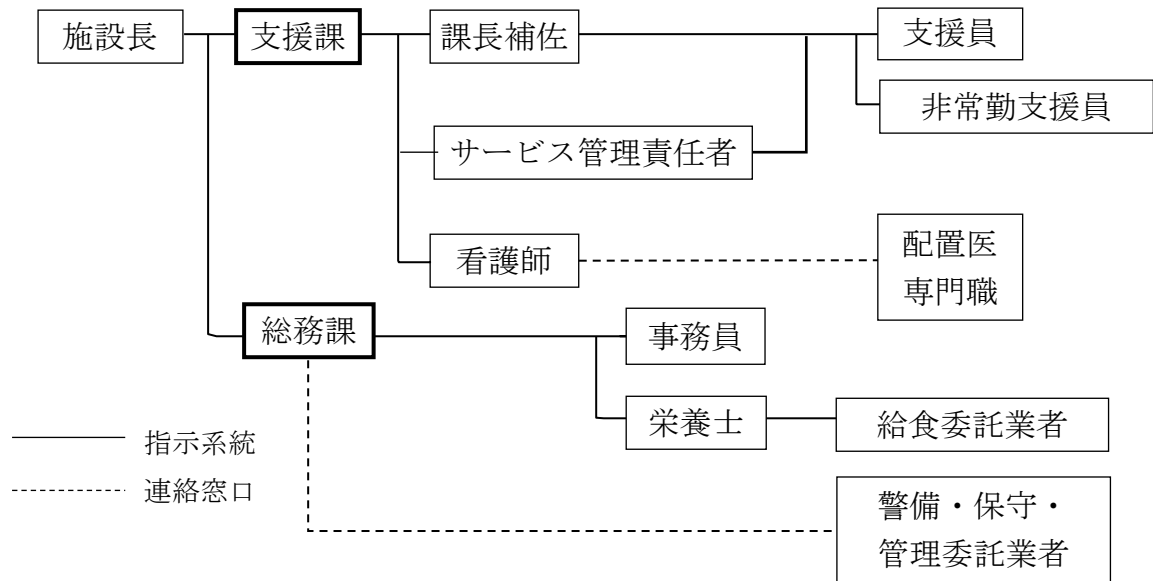 施設長
支援課
課長補佐
支援員
非常勤支援員
サービス管理責任者
看護師
配置医
専門職
総務課
事務員
栄養士
給食委託業者
指示系統
連絡窓口
警備・保守・
管理委託業者